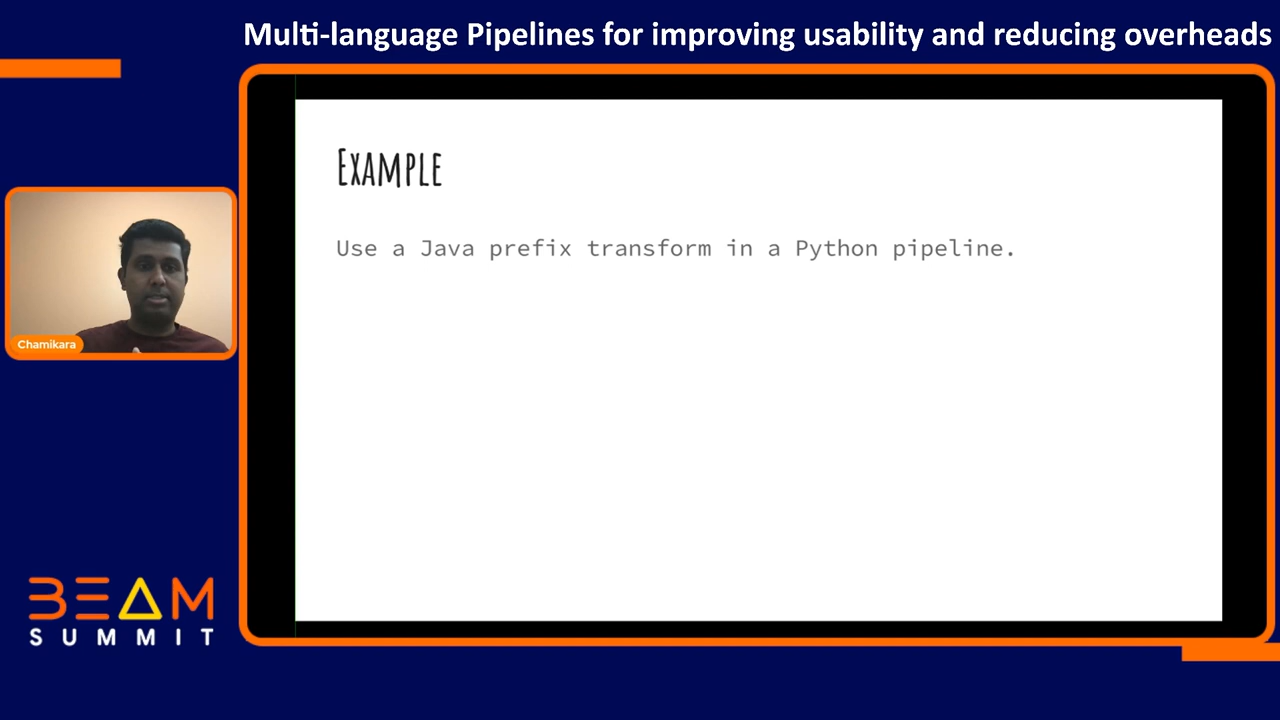 Multi-language Pipelines for improving usability and reducing overheads
Example
Use a Java prefix transform in a Python pipeline.
Chamikara
BEAM
SUMMIT